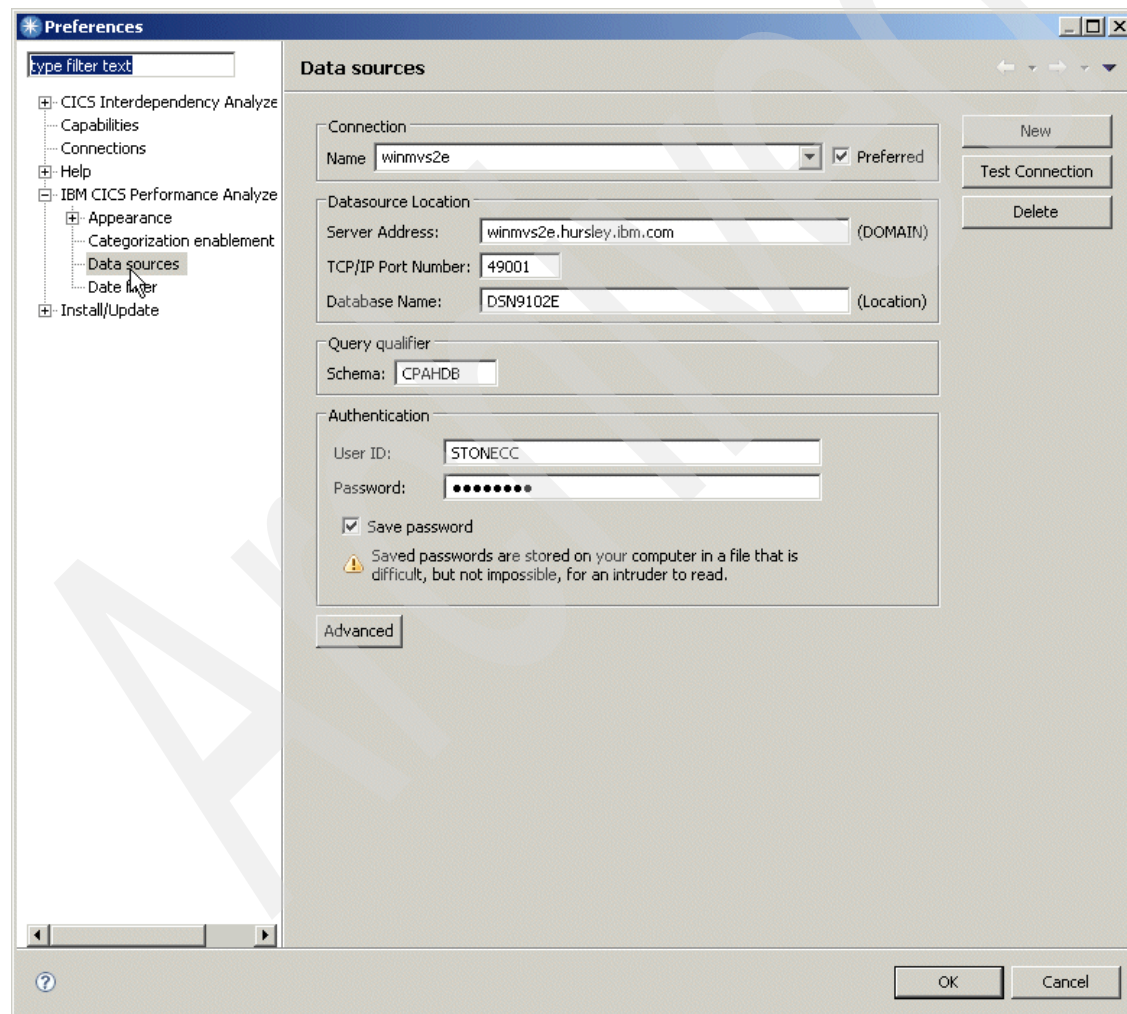 Preferences
type filter text
CICS Interdependency Analyze
Capabilities
Connections
Help
IBM CICS Performance Analyze
Appearance
Categorization enablement
Data sources
Date filter
Install/Update
Data sources
Connection
Name winmvs2e Preferred
Datasource Location
Server Address: winmvs2e.hursley.ibm.com (DOMAIN)
TCP/IP Port Number: 49001
Database Name: DSN9102E (Location)
Query qualifier
Schema: CPAHDB
Authentication
User ID: STONECC
Password: ●●●●●●●●
Save password
Saved passwords are stored on your computer in a file that is
difficult, but not impossible, for an intruder to read.
Advanced
New
Test Connection
Delete
OK
Cancel